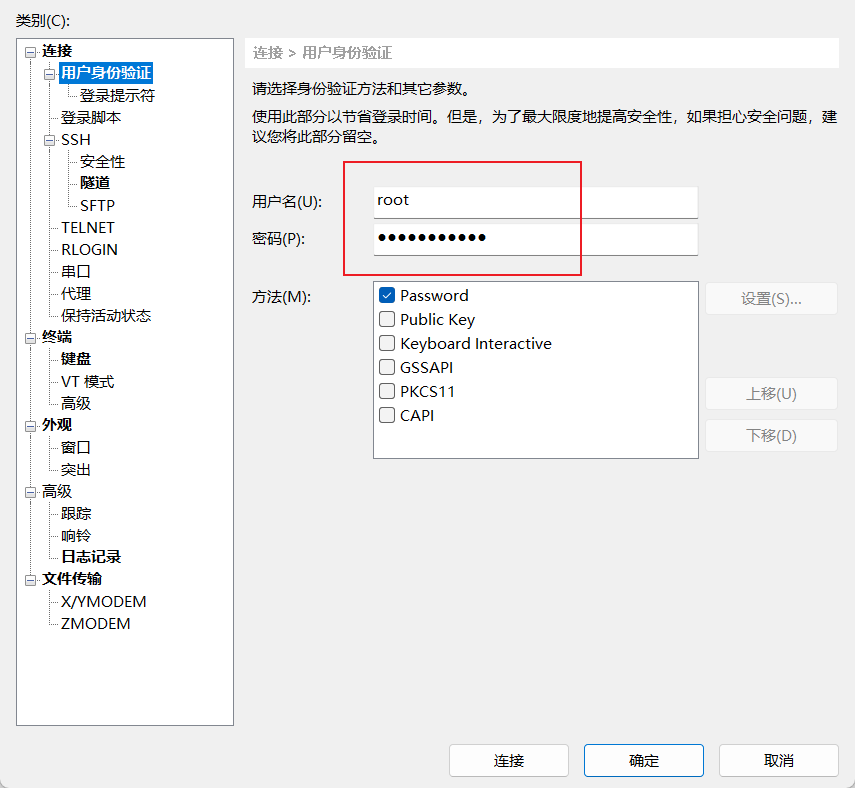 类别(C):
连接
用户身份验证
登录提示符
登录脚本
SSH
安全性
隧道
SFTP
TELNET
RLOGIN
串口
代理
保持活动状态
终端
键盘
VT 模式
高级
外观
窗口
突出
高级
跟踪
响铃
日志记录
文件传输
X/YMODEM
ZMODEM
连接 > 用户身份验证
请选择身份验证方法和其它参数。
使用此部分以节省登录时间。但是，为了最大限度地提高安全性，如果担心安全问题，建
议您将此部分留空。
用户名(U):
root
密码(P):
●●●●●●●●●●●
方法(M):
Password
Public Key
Keyboard Interactive
GSSAPI
PKCS11
CAPI
设置(S)...
上移(U)
下移(D)
连接
确定
取消